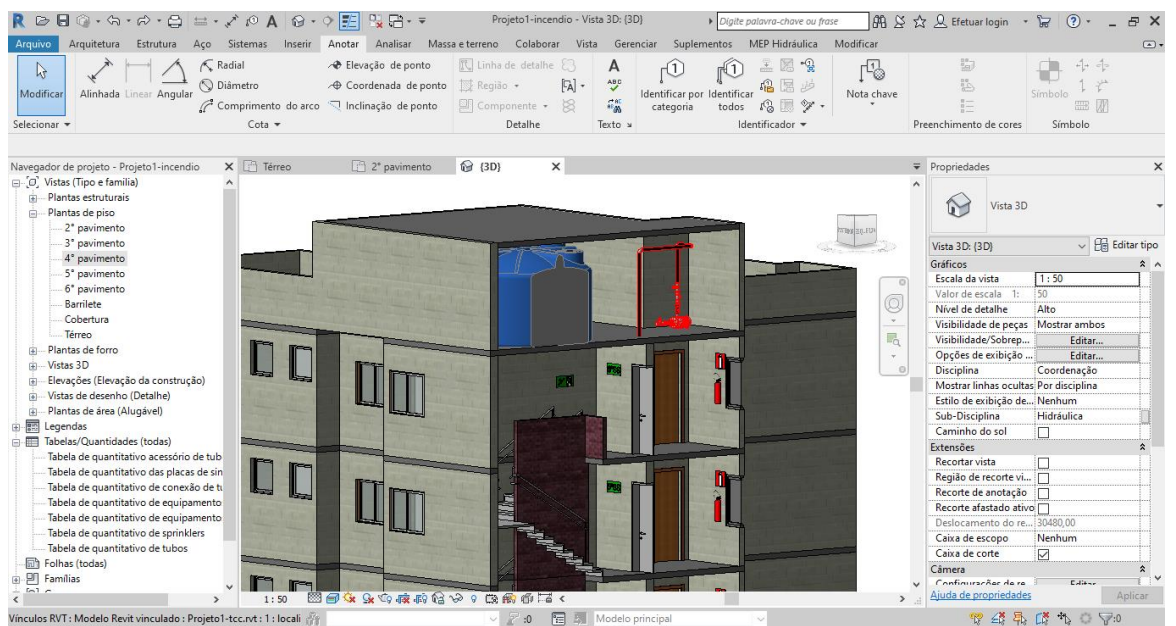 Projeto1-incendio - Vista 3D: {3D}
Digite palavra-chave ou frase
Efetuar login
Arquivo Arquitetura Estrutura Aço Sistemas Inserir Anotar Analisar Massa e terreno Colaborar Vista Gerenciar Suplementos MEP Hidráulica Modificar
Modificar
Alinhada Linear Angular
Radial
Diâmetro
Comprimento do arco
Elevação de ponto
Coordenada de ponto
Inclinação de ponto
Linha de detalhe
Região
Componente
Identificar por categoria
Identificar todos
Nota chave
Símbolo
Selecionar
Cota
Detalhe
Texto
Identificador
Preenchimento de cores
Símbolo
Navegador de projeto - Projeto1-incendio
Térreo
2° pavimento
{3D}
Vistas (Tipo e família)
Plantas estruturais
Plantas de piso
2° pavimento
3° pavimento
4° pavimento
5° pavimento
6° pavimento
Barrilete
Cobertura
Térreo
Plantas de forro
Vistas 3D
Elevações (Elevação da construção)
Vistas de desenho (Detalhe)
Plantas de área (Alugável)
Legendas
Tabelas/Quantidades (todas)
Tabela de quantitativo acessório de tub
Tabela de quantitativo das placas de sin
Tabela de quantitativo de conexão de tu
Tabela de quantitativo de equipamento
Tabela de quantitativo de equipamento
Tabela de quantitativo de sprinklers
Tabela de quantitativo de tubos
Folhas (todas)
Famílias
Propriedades
Vista 3D
Vista 3D: {3D}
Editar tipo
Gráficos
Escala da vista 1 : 50
Valor de escala 1: 50
Nível de detalhe Alto
Visibilidade de peças Mostrar ambos
Visibilidade/Sobrep... Editar...
Opções de exibição ... Editar...
Disciplina Coordenação
Mostrar linhas ocultas Por disciplina
Estilo de exibição de... Nenhum
Sub-Disciplina Hidráulica
Caminho do sol
Extensões
Recortar vista
Região de recorte vi...
Recorte de anotação
Recorte afastado ativo
Deslocamento do re... 30480,00
Caixa de escopo Nenhum
Caixa de corte
Câmera
Configurações de re... Editar...
Ajuda de propriedades
Aplicar
1 : 50
Vínculos RVT : Modelo Revit vinculado : Projeto1-tcc.rvt : 1 : locali
:0
Modelo principal
:0